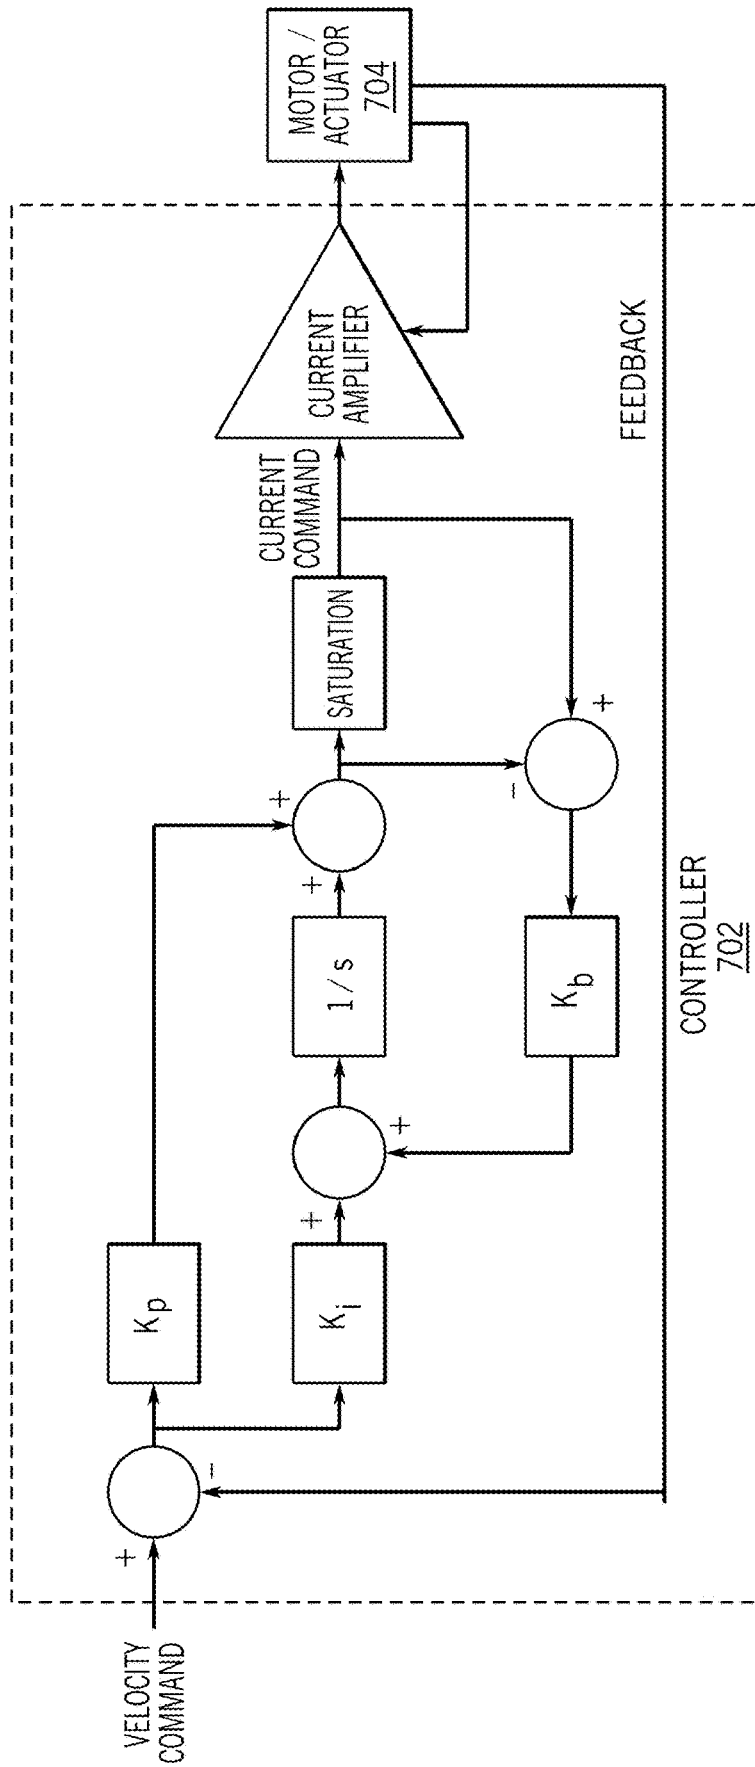 VELOCITY
COMMAND
+
-
Kp
Ki
+
+
1/s
+
+
SATURATION
CURRENT
COMMAND
CURRENT
AMPLIFIER
MOTOR /
ACTUATOR
704
-
+
Kb
FEEDBACK
CONTROLLER
702